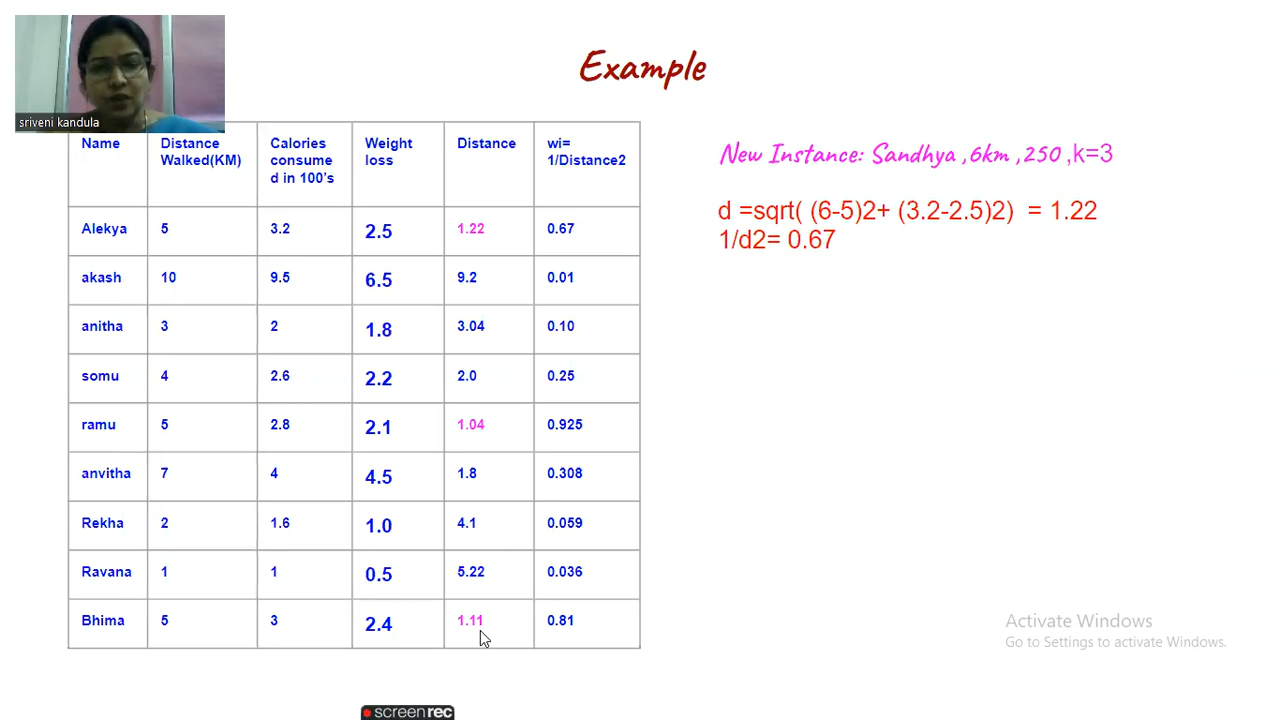 Example
sriveni kandula
Name
Distance
Walked(KM)
Calories
consume
d in 100's
Weight
loss
Distance
wi=
1/Distance2
Alekya 5 3.2 2.5 1.22 0.67
akash 10 9.5 6.5 9.2 0.01
anitha 3 2 1.8 3.04 0.10
somu 4 2.6 2.2 2.0 0.25
ramu 5 2.8 2.1 1.04 0.925
anvitha 7 4 4.5 1.8 0.308
Rekha 2 1.6 1.0 4.1 0.059
Ravana 1 1 0.5 5.22 0.036
Bhima 5 3 2.4 1.11 0.81
New Instance: Sandhya ,6km ,250 ,k=3
d =sqrt( (6-5)2+ (3.2-2.5)2) = 1.22
1/d2= 0.67
Activate Windows
Go to Settings to activate Windows.
screenrec